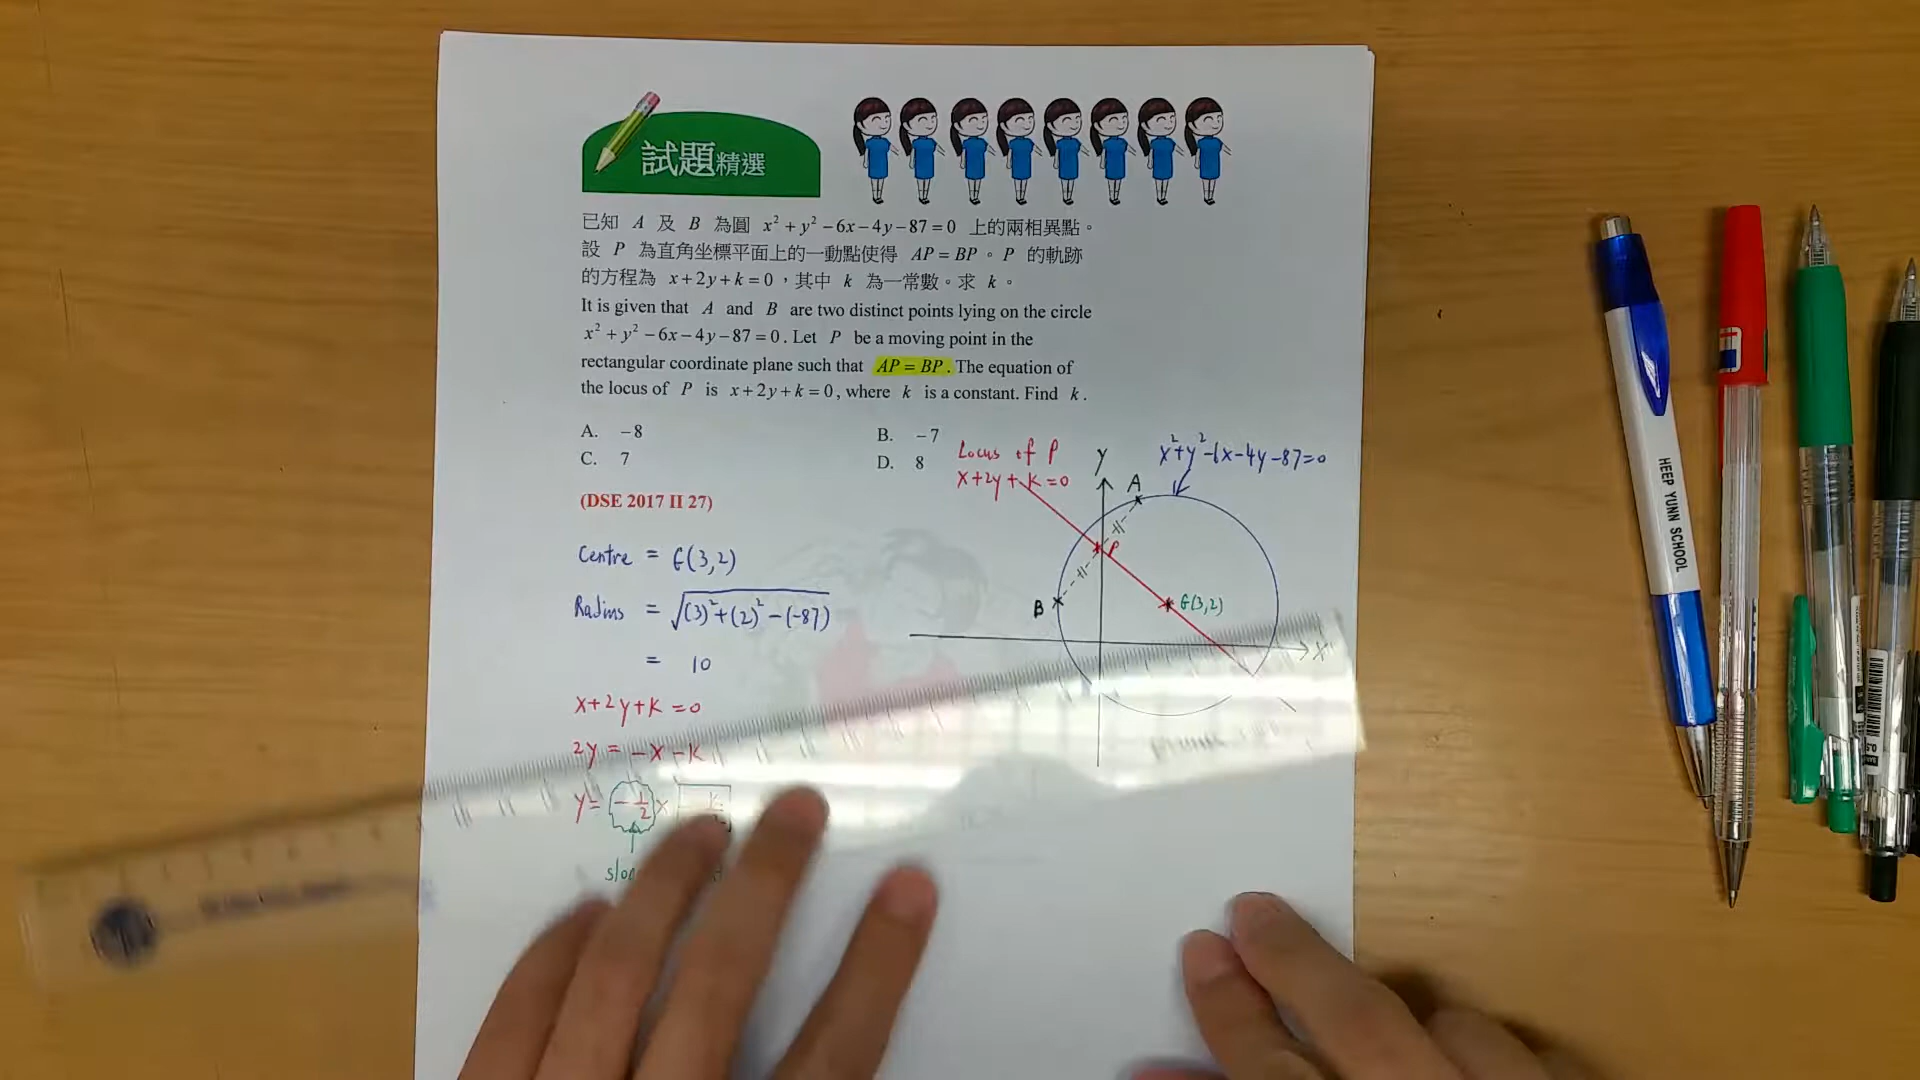 試題精選
已知 A 及 B 為圓 x² + y² − 6x − 4y − 87 = 0 上的兩相異點。
設 P 為直角坐標平面上的一動點使得 AP = BP。P 的軌跡
的方程為 x + 2y + k = 0，其中 k 為一常數。求 k。
It is given that A and B are two distinct points lying on the circle
x² + y² − 6x − 4y − 87 = 0. Let P be a moving point in the
rectangular coordinate plane such that AP = BP. The equation of
the locus of P is x + 2y + k = 0, where k is a constant. Find k.
A. −8
B. −7
C. 7
D. 8
(DSE 2017 II 27)
Centre = G(3,2)
Radius = √(3)²+(2)²−(−87)
= 10
x+2y+k=0
2y = −x −k
y = −1/2 x
Locus of P
x+2y+k=0
y
x²+y²-6x-4y-87=0
A
P
B
G(3,2)
x
HEEP YUNN SCHOOL